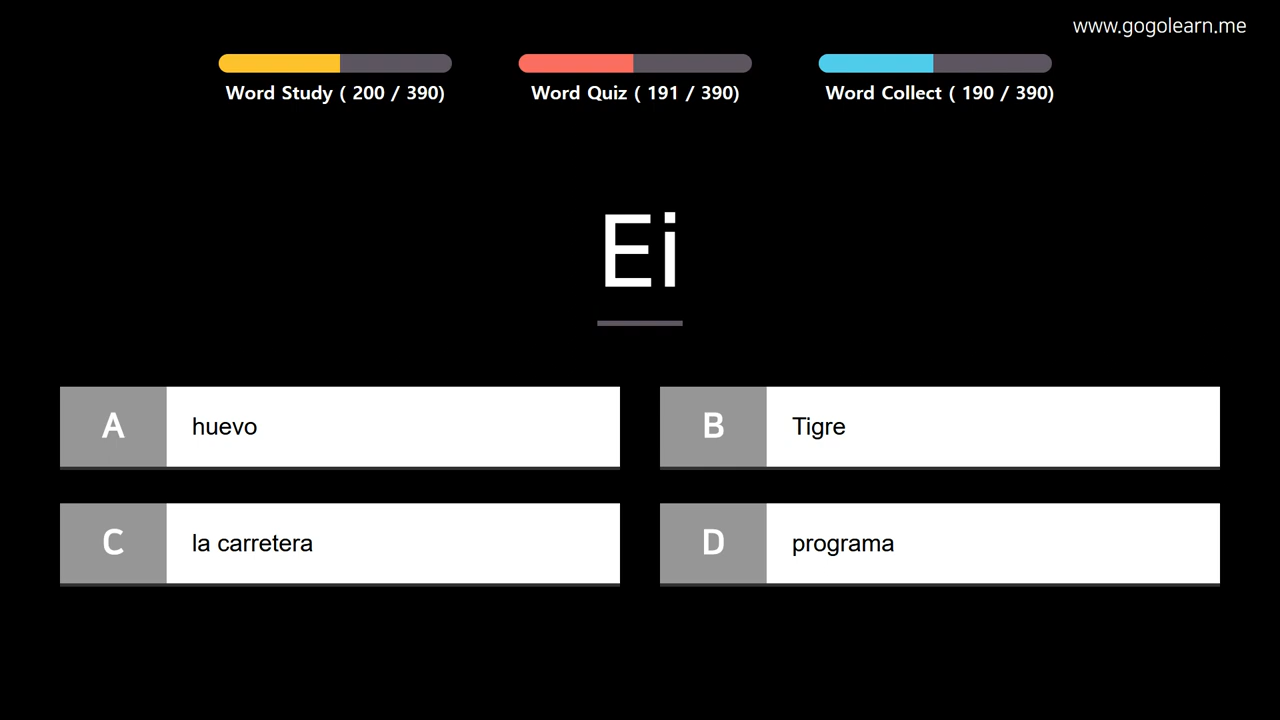 www.gogolearn.me
Word Study ( 200 / 390)
Word Quiz ( 191 / 390)
Word Collect ( 190 / 390)
Ei
A huevo
B Tigre
C la carretera
D programa